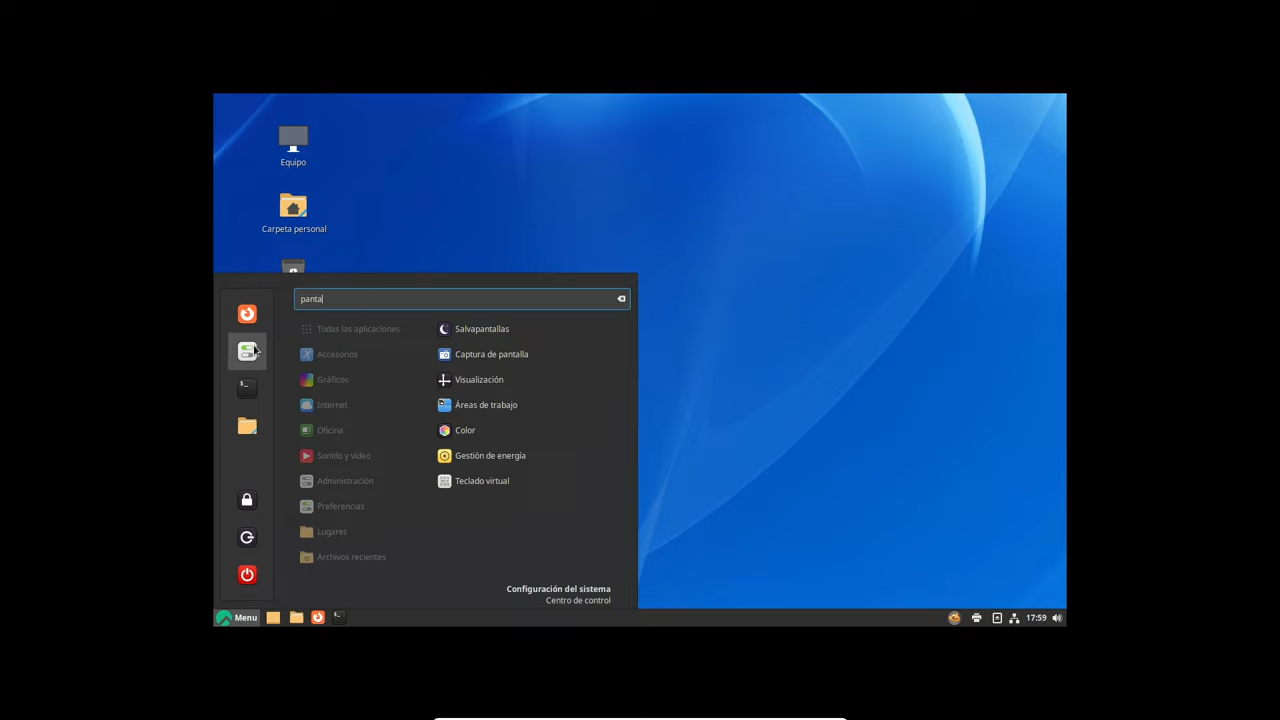 Equipo
Carpeta personal
panta
Todas las aplicaciones
Accesorios
Gráficos
Internet
Oficina
Sonido y vídeo
Administración
Preferencias
Lugares
Archivos recientes
Salvapantallas
Captura de pantalla
Visualización
Áreas de trabajo
Color
Gestión de energía
Teclado virtual
Configuración del sistema
Centro de control
Menu
17:59